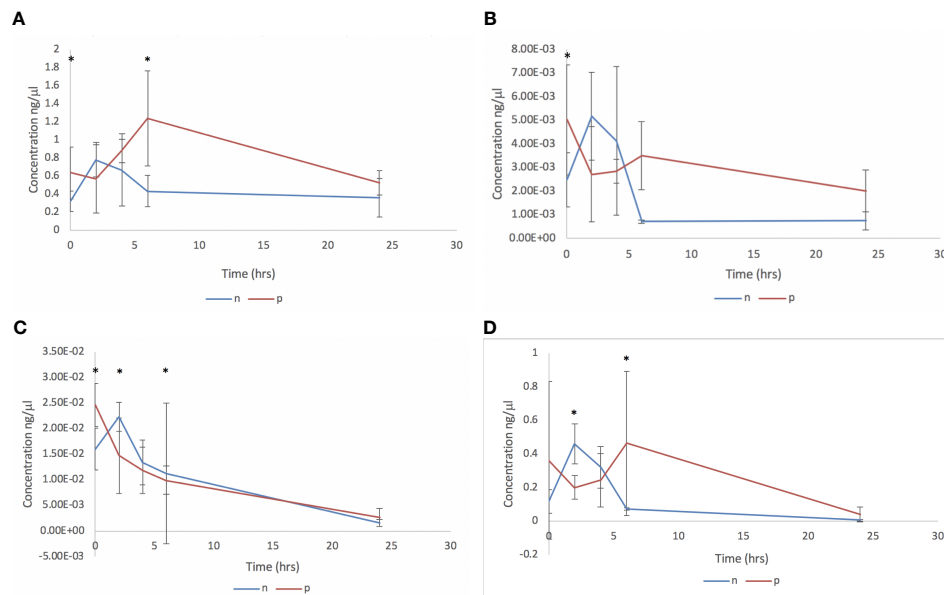 A
Concentration ng/µl
2
1.8
1.6
1.4
1.2
1
0.8
0.6
0.4
0.2
0
* *
0 5 10 15 20 25 30
Time (hrs)
n p
B
Concentration ng/µl
8.00E-03
7.00E-03
6.00E-03
5.00E-03
4.00E-03
3.00E-03
2.00E-03
1.00E-03
0.00E+00
*
0 5 10 15 20 25 30
Time (hrs)
n p
C
Concentration ng/µl
3.50E-02
3.00E-02
2.50E-02
2.00E-02
1.50E-02
1.00E-02
5.00E-03
0.00E+00
-5.00E-03
* * *
0 5 10 15 20 25 30
Time (hrs)
n p
D
Concentration ng/µl
1
0.8
0.6
0.4
0.2
0
-0.2
* *
0 5 10 15 20 25 30
Time (hrs)
n p